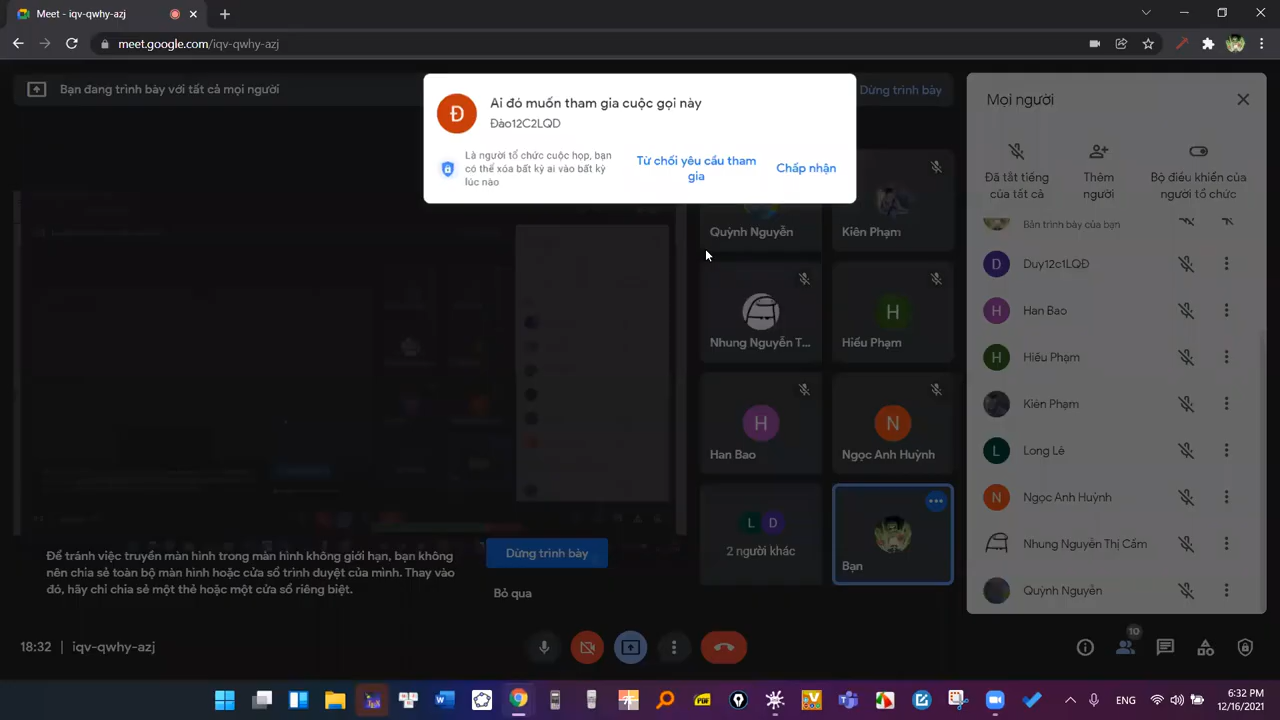 Meet - iqv-qwhy-azj
meet.google.com/iqv-qwhy-azj
Bạn đang trình bày với tất cả mọi người
Dừng trình bày
Đ
Ai đó muốn tham gia cuộc gọi này
Đào12C2LQD
Là người tổ chức cuộc họp, bạn
có thể xóa bất kỳ ai vào bất kỳ
lúc nào
Từ chối yêu cầu tham
gia
Chấp nhận
Quỳnh Nguyễn
Kiên Phạm
Nhung Nguyễn T...
H
Hiếu Phạm
H
Han Bao
N
Ngọc Anh Huỳnh
L D
2 người khác
Bạn
Để tránh việc truyền màn hình trong màn hình không giới hạn, bạn không
nên chia sẻ toàn bộ màn hình hoặc cửa sổ trình duyệt của mình. Thay vào
đó, hãy chỉ chia sẻ một thẻ hoặc một cửa sổ riêng biệt.
Dừng trình bày
Bỏ qua
Mọi người
Đã tắt tiếng
của tất cả
Thêm
người
Bộ điều khiển của
người tổ chức
Bản trình bày của bạn
D Duy12c1LQĐ
H Han Bao
H Hiếu Phạm
Kiên Phạm
L Long Lê
N Ngọc Anh Huỳnh
Nhung Nguyễn Thị Cẩm
Quỳnh Nguyễn
18:32 | iqv-qwhy-azj
10
PDF
ENG
6:32 PM
12/16/2021